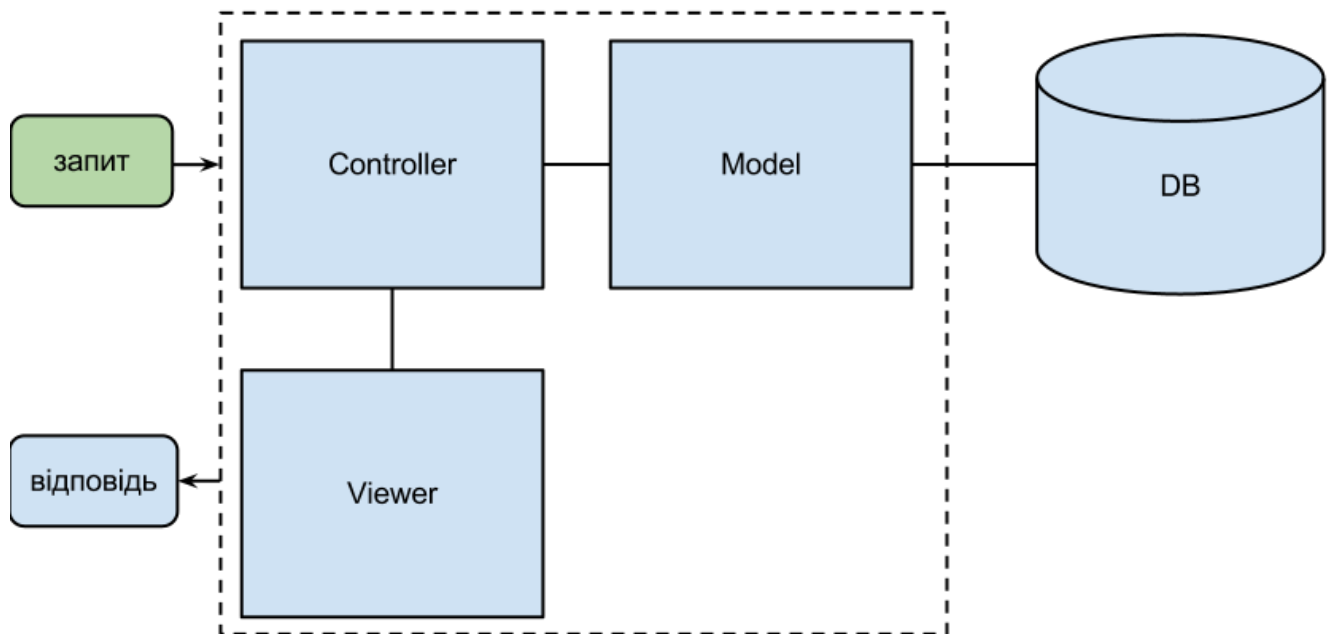 запит
Controller
Model
DB
відповідь
Viewer